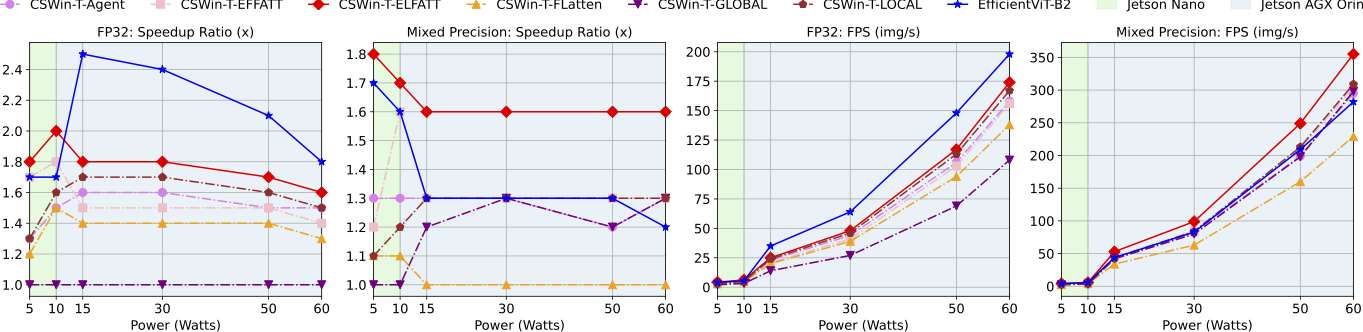 CSWin-T-Agent CSWin-T-EFFATT CSWin-T-ELFATT CSWin-T-FLatten CSWin-T-GLOBAL CSWin-T-LOCAL EfficientViT-B2 Jetson Nano Jetson AGX Orin
FP32: Speedup Ratio (x)
2.4
2.2
2.0
1.8
1.6
1.4
1.2
1.0
5 10 15 30 50 60
Power (Watts)
Mixed Precision: Speedup Ratio (x)
1.8
1.7
1.6
1.5
1.4
1.3
1.2
1.1
1.0
5 10 15 30 50 60
Power (Watts)
FP32: FPS (img/s)
200
175
150
125
100
75
50
25
0
5 10 15 30 50 60
Power (Watts)
Mixed Precision: FPS (img/s)
350
300
250
200
150
100
50
0
5 10 15 30 50 60
Power (Watts)